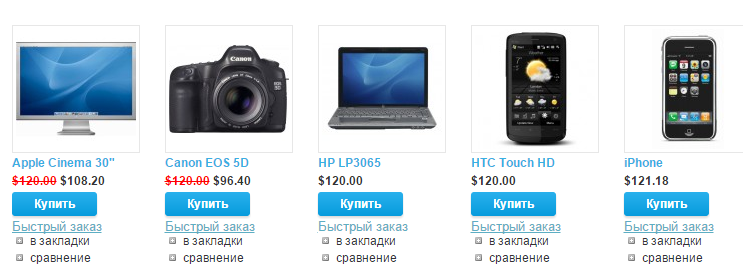 Canon
Apple Cinema 30"
$120.00 $108.20
Купить
Быстрый заказ
в закладки
сравнение
Canon EOS 5D
$120.00 $96.40
Купить
Быстрый заказ
в закладки
сравнение
HP LP3065
$120.00
Купить
Быстрый заказ
в закладки
сравнение
HTC Touch HD
$120.00
Купить
Быстрый заказ
в закладки
сравнение
iPhone
$121.18
Купить
Быстрый заказ
в закладки
сравнение